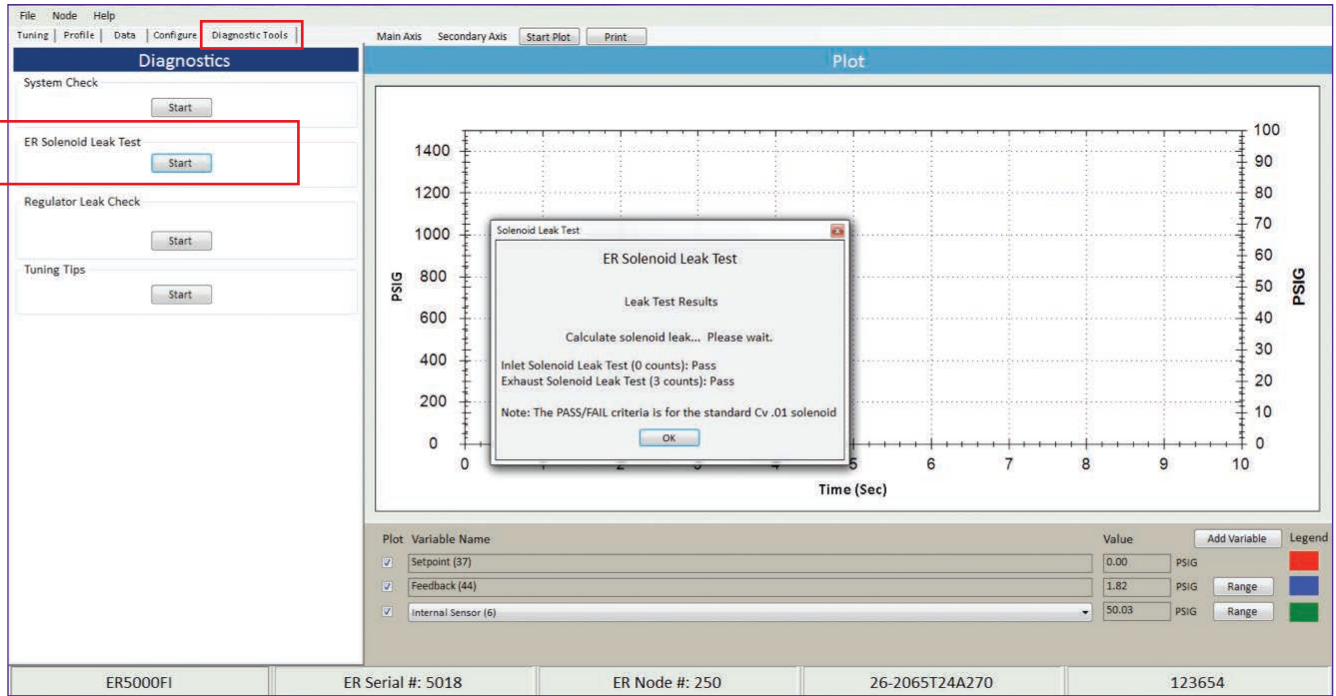 File Node Help
Tuning Profile Data Configure Diagnostic Tools
Main Axis Secondary Axis Start Plot Print
Diagnostics
System Check
Start
ER Solenoid Leak Test
Start
Regulator Leak Check
Start
Tuning Tips
Start
Plot
PSIG
1400
1200
1000
800
600
400
200
0
100
90
80
70
60
50
40
30
20
10
0
PSIG
0 1 2 3 4 5 6 7 8 9 10
Time (Sec)
Solenoid Leak Test
ER Solenoid Leak Test
Leak Test Results
Calculate solenoid leak... Please wait.
Inlet Solenoid Leak Test (0 counts): Pass
Exhaust Solenoid Leak Test (3 counts): Pass
Note: The PASS/FAIL criteria is for the standard Cv .01 solenoid
OK
Plot Variable Name Value Add Variable Legend
Setpoint (37) 0.00 PSIG
Feedback (44) 1.82 PSIG Range
Internal Sensor (6) 50.03 PSIG Range
ER5000FI ER Serial #: 5018 ER Node #: 250 26-2065T24A270 123654